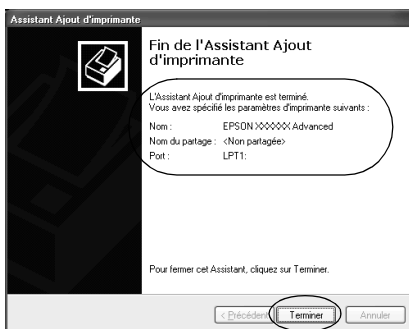 Assistant Ajout d'imprimante
Fin de l'Assistant Ajout
d'imprimante
L'Assistant Ajout d'imprimante est terminé.
Vous avez spécifié les paramètres d'imprimante suivants :
Nom : EPSON XXXXXX Advanced
Nom du partage : <Non partagée>
Port : LPT1:
Pour fermer cet Assistant, cliquez sur Terminer.
< Précédent Terminer Annuler